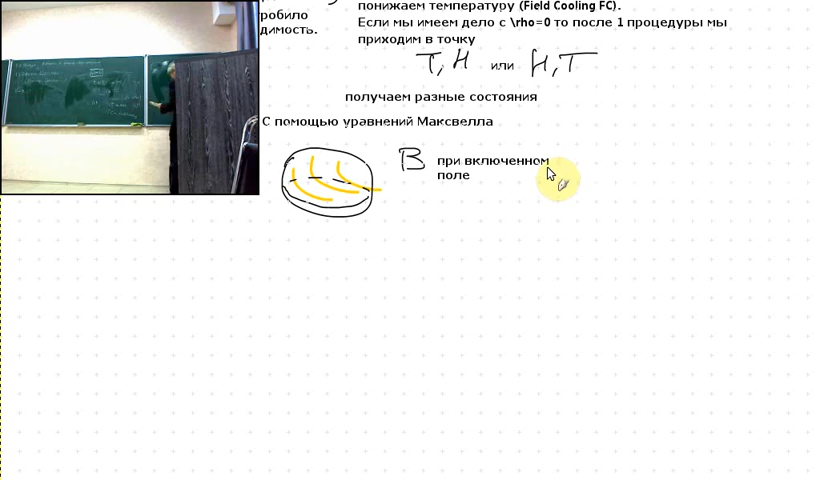 понижаем температуру (Field Cooling FC).
робило
Если мы имеем дело с \rho=0 то после 1 процедуры мы
димость.
приходим в точку
T, H или H, T
получаем разные состояния
С помощью уравнений Максвелла
B при включенном
поле